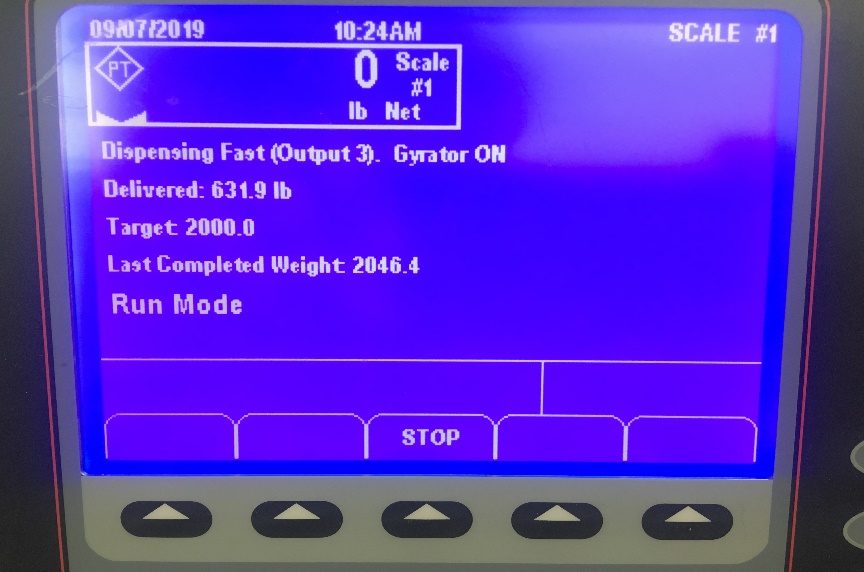 09/07/2019 10:24AM SCALE #1
PT 0 Scale
#1
lb Net
Dispensing Fast (Output 3). Gyrator ON
Delivered: 631.9 lb
Target: 2000.0
Last Completed Weight: 2046.4
Run Mode
STOP